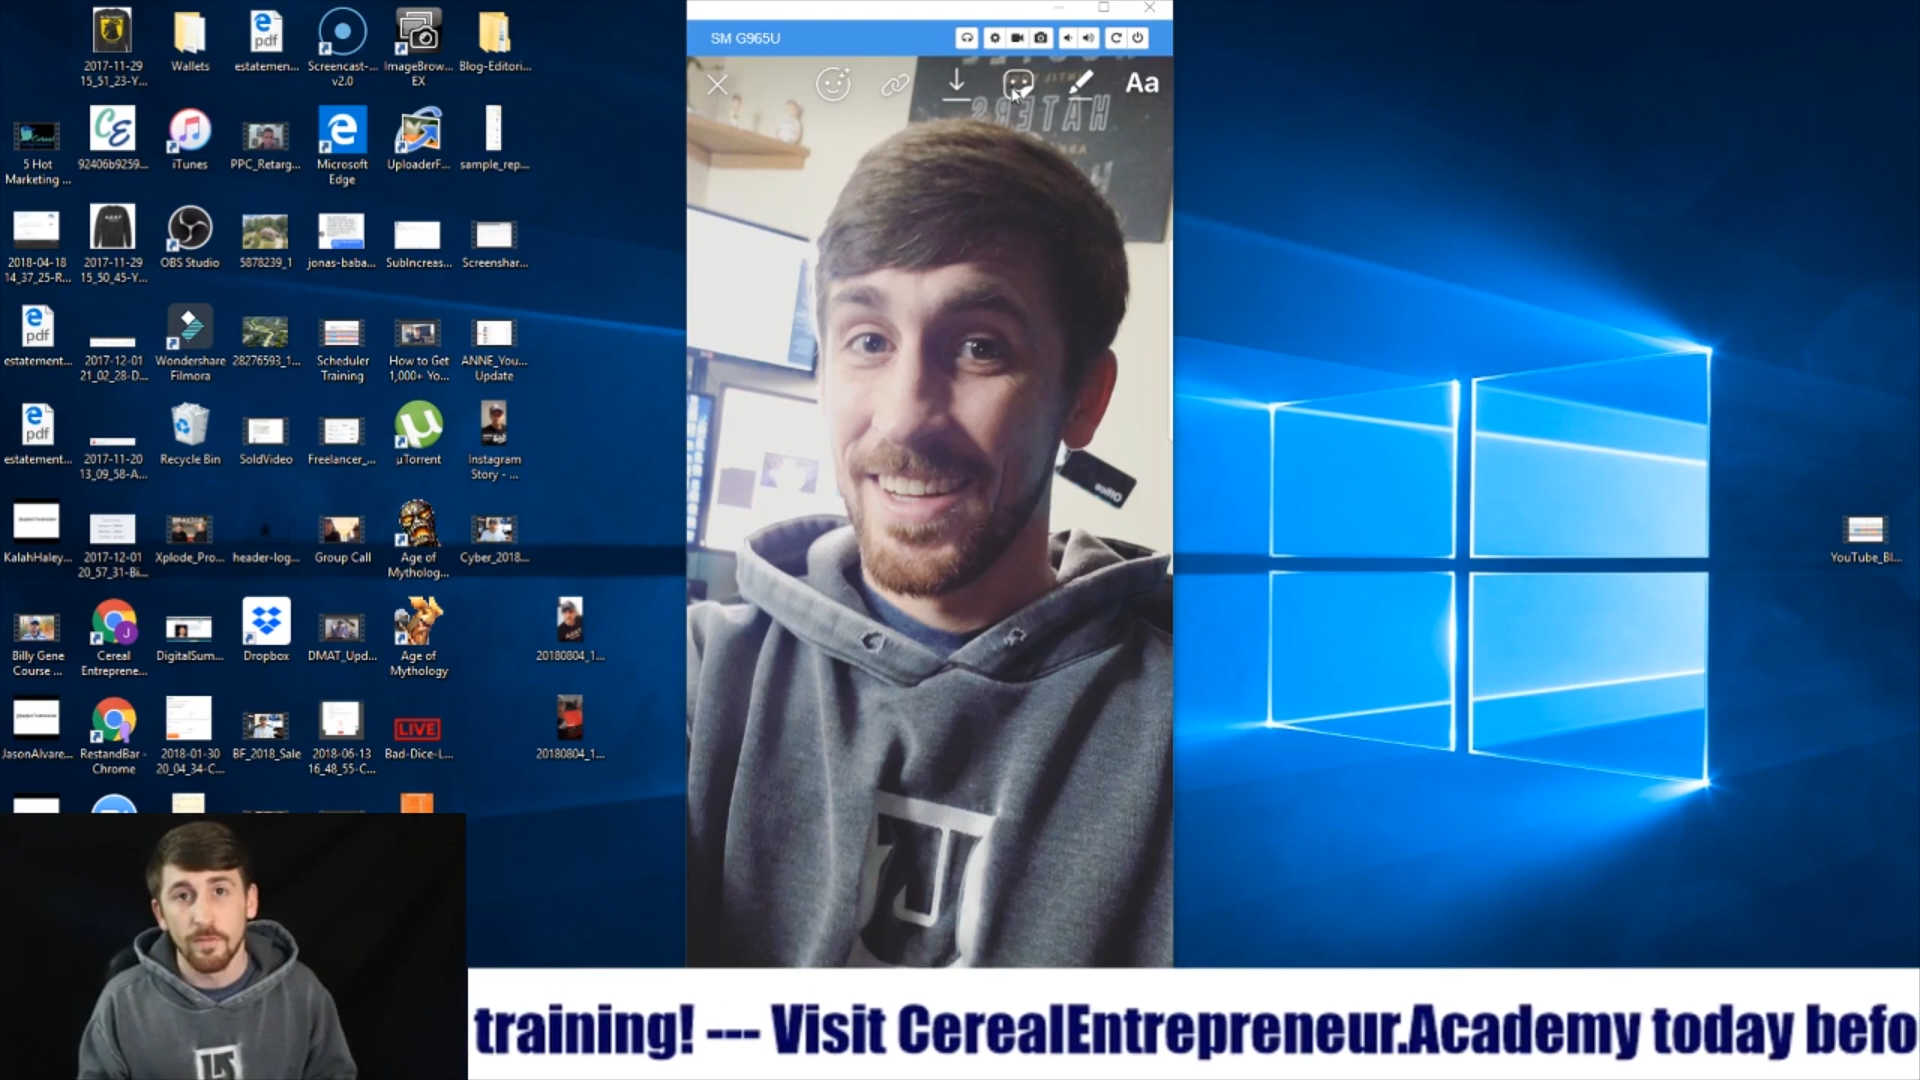 SM G965U
Aa
HATERS
2017-11-29
15_51_23-Y...
Wallets
estatemen...
Screencast-...
v2.0
ImageBrow...
EX
Blog-Editori...
5 Hot
Marketing ...
92406b9259...
iTunes
PPC_Retarg...
Microsoft
Edge
UploaderF...
sample_rep...
2018-04-18
14_37_25-R...
2017-11-29
15_50_45-Y...
OBS Studio
5878239_1
jonas-baba...
SubIncreas...
Screenshar...
estatement...
2017-12-01
21_02_28-D...
Wondershare
Filmora
28276593_1...
Scheduler
Training
How to Get
1,000+ Yo...
ANNE_You...
Update
estatement...
2017-11-20
13_09_58-A...
Recycle Bin
SoldVideo
Freelancer_...
µTorrent
Instagram
Story - ...
KalahHaley...
2017-12-01
20_57_31-Bi...
Xplode_Pro...
header-log...
Group Call
Age of
Mytholog...
Cyber_2018...
YouTube_Bl...
Billy Gene
Course ...
Cereal
Entreprene...
DigitalSum...
Dropbox
DMAT_Upd...
Age of
Mythology
20180804_1...
JasonAlvare...
RestandBar -
Chrome
2018-01-30
20_04_34-C...
BF_2018_Sale
2018-06-13
16_48_55-C...
LIVE
Bad-Dice-L...
20180804_1...
training! --- Visit CerealEntrepreneur.Academy today befo